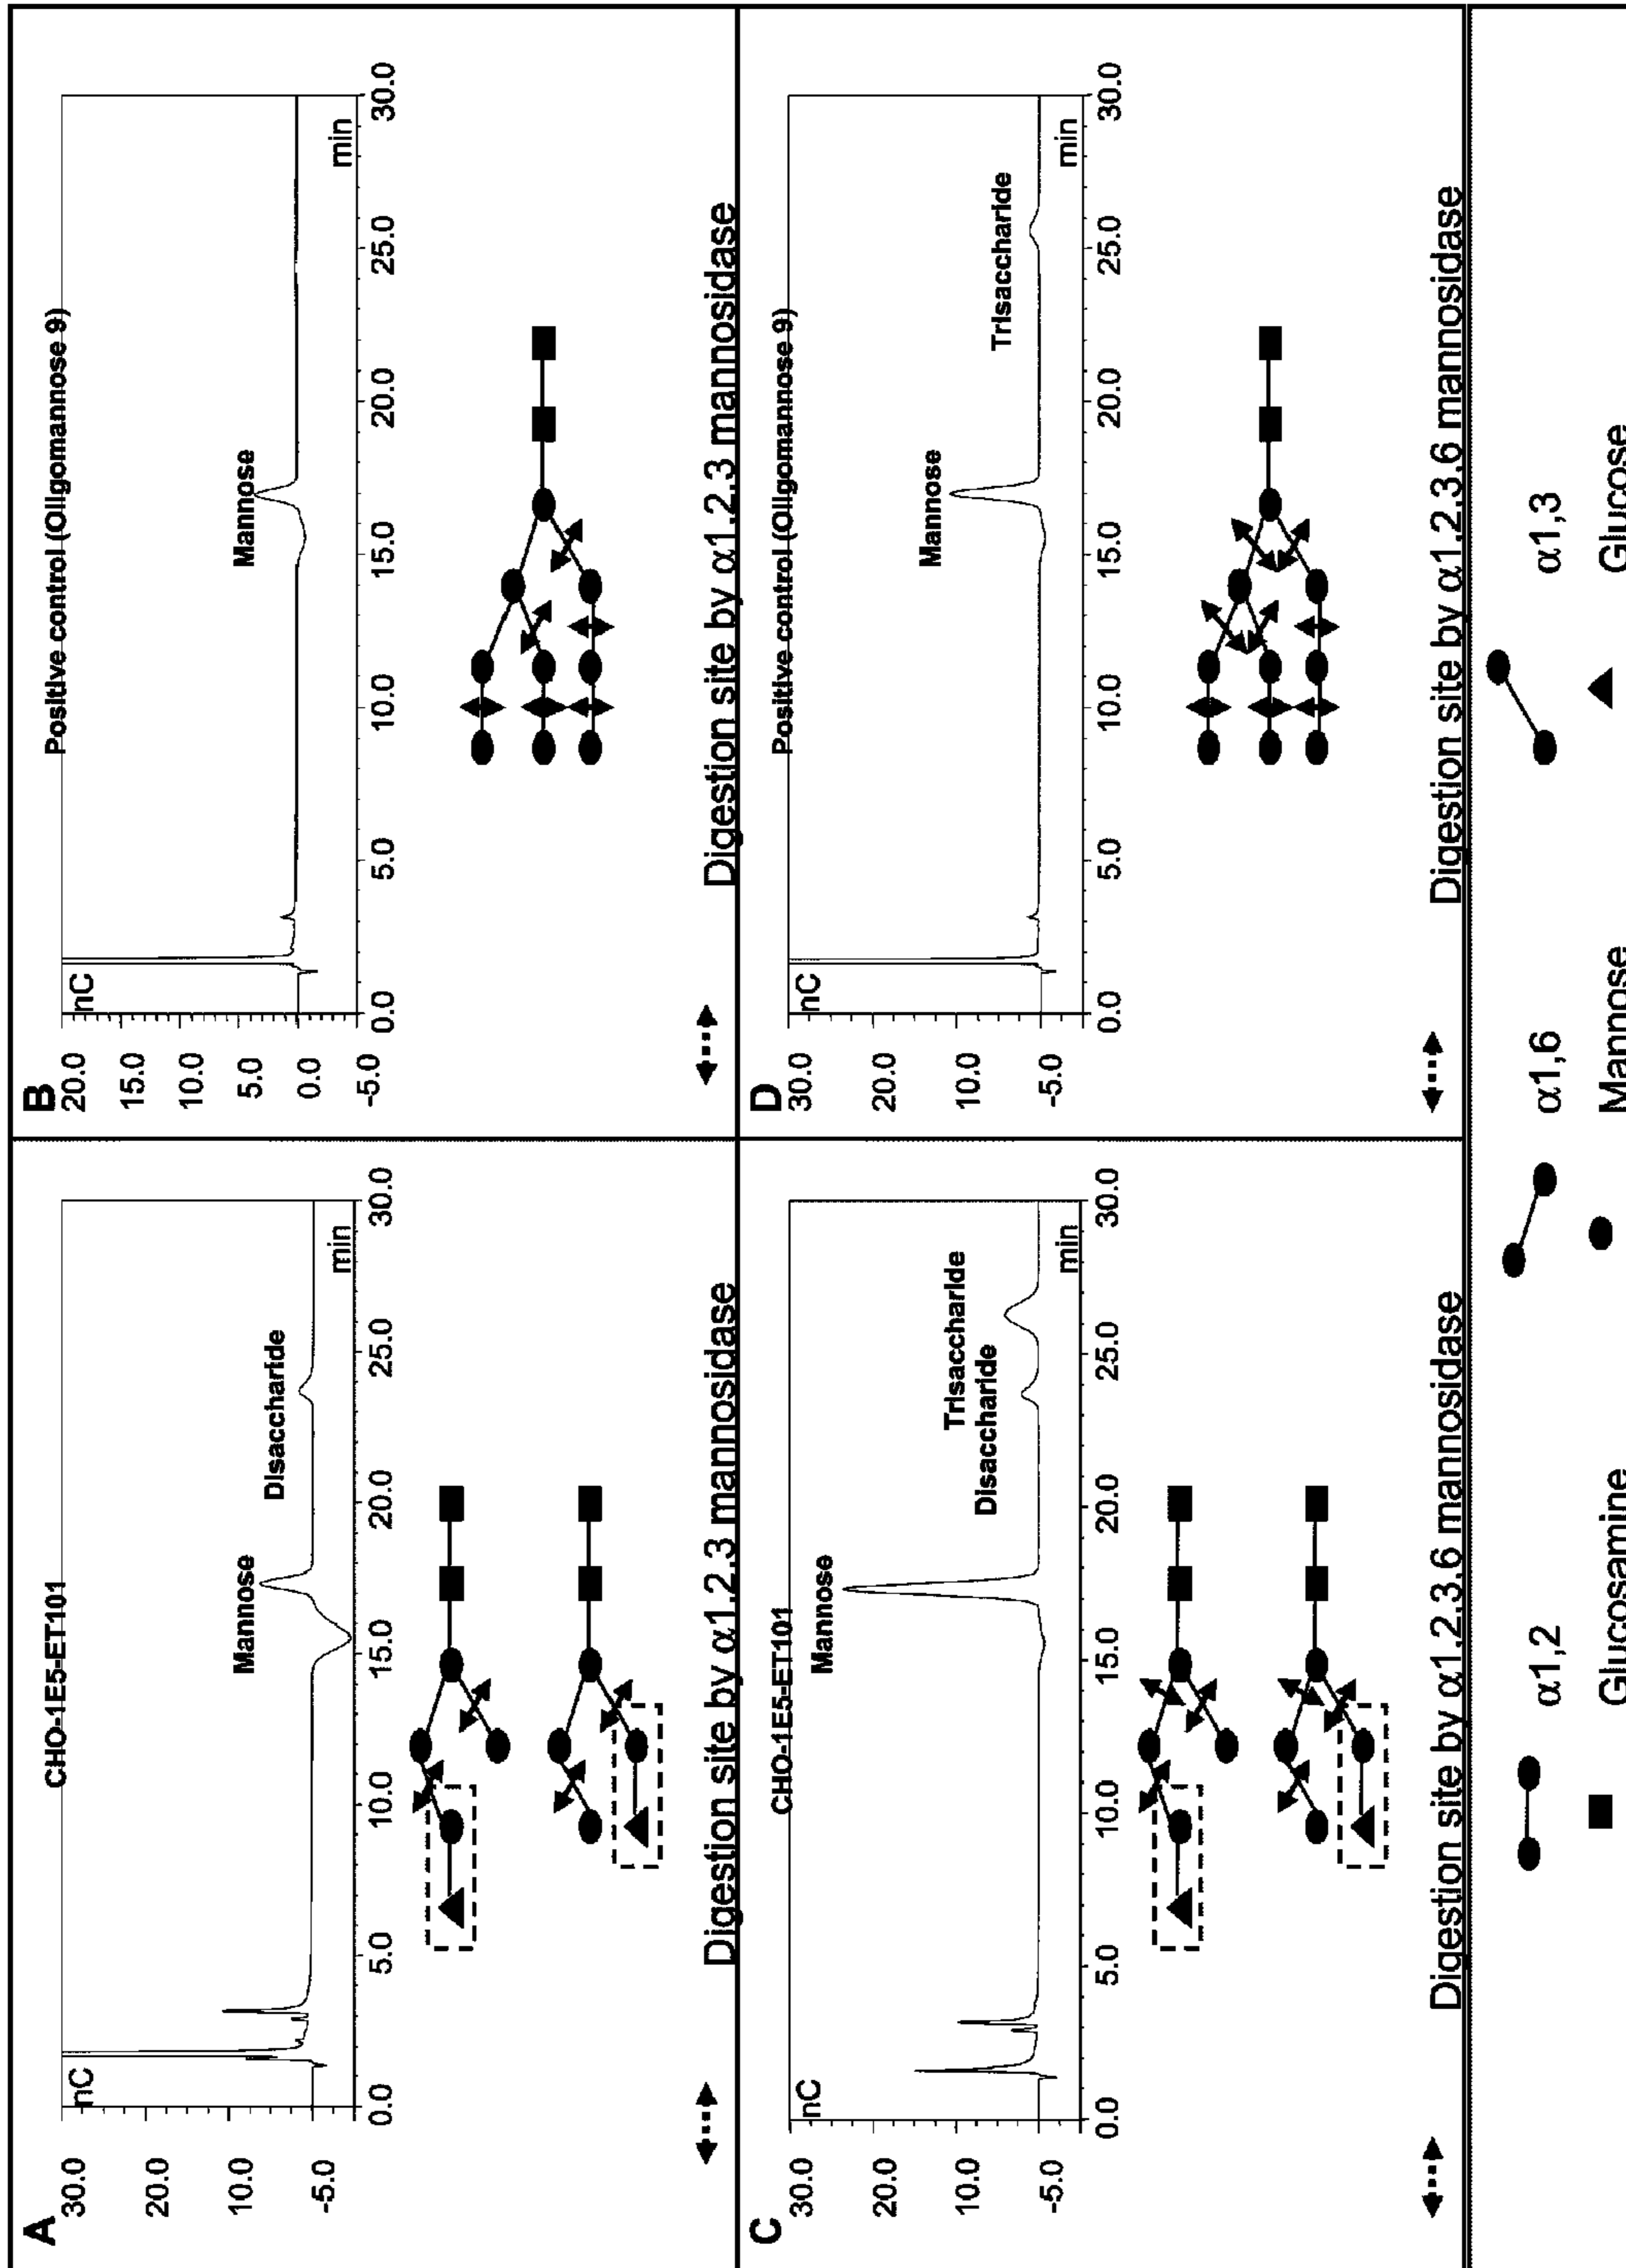 A
CHO-1E5-ET101
30.0
20.0
10.0
-5.0
nC
Mannose
Disaccharide
min
0.0 5.0 10.0 15.0 20.0 25.0 30.0
Digestion site by α1,2,3 mannosidase
B
Positive control (Oligomannose 9)
20.0
15.0
10.0
5.0
0.0
-5.0
nC
Mannose
min
0.0 5.0 10.0 15.0 20.0 25.0 30.0
Digestion site by α1,2,3 mannosidase
C
CHO-1E5-ET101
30.0
20.0
10.0
-5.0
nC
Mannose
Trisaccharide
Disaccharide
min
0.0 5.0 10.0 15.0 20.0 25.0 30.0
Digestion site by α1,2,3,6 mannosidase
D
Positive control (Oligomannose 9)
30.0
20.0
10.0
-5.0
nC
Mannose
Trisaccharide
min
0.0 5.0 10.0 15.0 20.0 25.0 30.0
Digestion site by α1,2,3,6 mannosidase
α1,2 α1,6 α1,3
Glucosamine Mannose Glucose